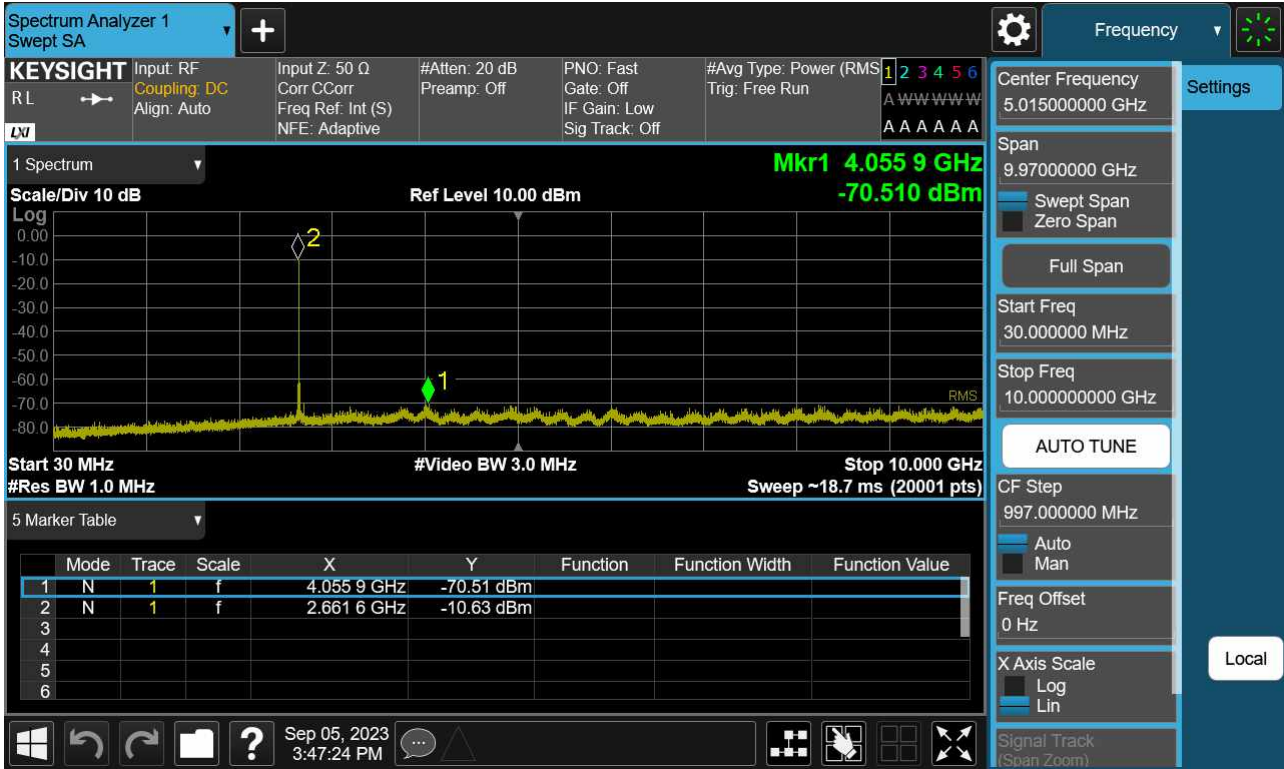 Spectrum Analyzer 1
Swept SA
Frequency
KEYSIGHT
RL
LXI
Input: RF
Coupling: DC
Align: Auto
Input Z: 50 Ω
Corr CCorr
Freq Ref: Int (S)
NFE: Adaptive
#Atten: 20 dB
Preamp: Off
PNO: Fast
Gate: Off
IF Gain: Low
Sig Track: Off
#Avg Type: Power (RMS
Trig: Free Run
1 2 3 4 5 6
A W W W W W
A A A A A A
1 Spectrum
Mkr1 4.055 9 GHz
Scale/Div 10 dB
Ref Level 10.00 dBm
-70.510 dBm
Log
0.00
-10.0
-20.0
-30.0
-40.0
-50.0
-60.0
-70.0
-80.0
2
1
RMS
Start 30 MHz
#Video BW 3.0 MHz
Stop 10.000 GHz
#Res BW 1.0 MHz
Sweep ~18.7 ms (20001 pts)
5 Marker Table
Mode Trace Scale X Y Function Function Width Function Value
1 N 1 f 4.055 9 GHz -70.51 dBm
2 N 1 f 2.661 6 GHz -10.63 dBm
3
4
5
6
Sep 05, 2023
3:47:24 PM
Center Frequency
5.015000000 GHz
Settings
Span
9.97000000 GHz
Swept Span
Zero Span
Full Span
Start Freq
30.000000 MHz
Stop Freq
10.000000000 GHz
AUTO TUNE
CF Step
997.000000 MHz
Auto
Man
Freq Offset
0 Hz
X Axis Scale
Log
Lin
Local
Signal Track
(Span Zoom)